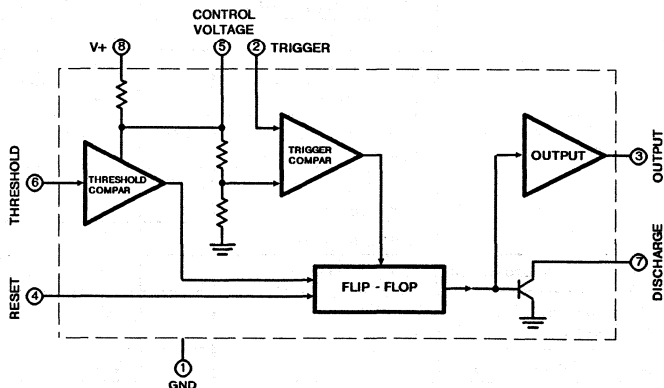 CONTROL
VOLTAGE
V+ 8
5
2 TRIGGER
THRESHOLD
6
THRESHOLD
COMPAR
TRIGGER
COMPAR
OUTPUT
3
OUTPUT
RESET
4
FLIP - FLOP
7
DISCHARGE
1
GND